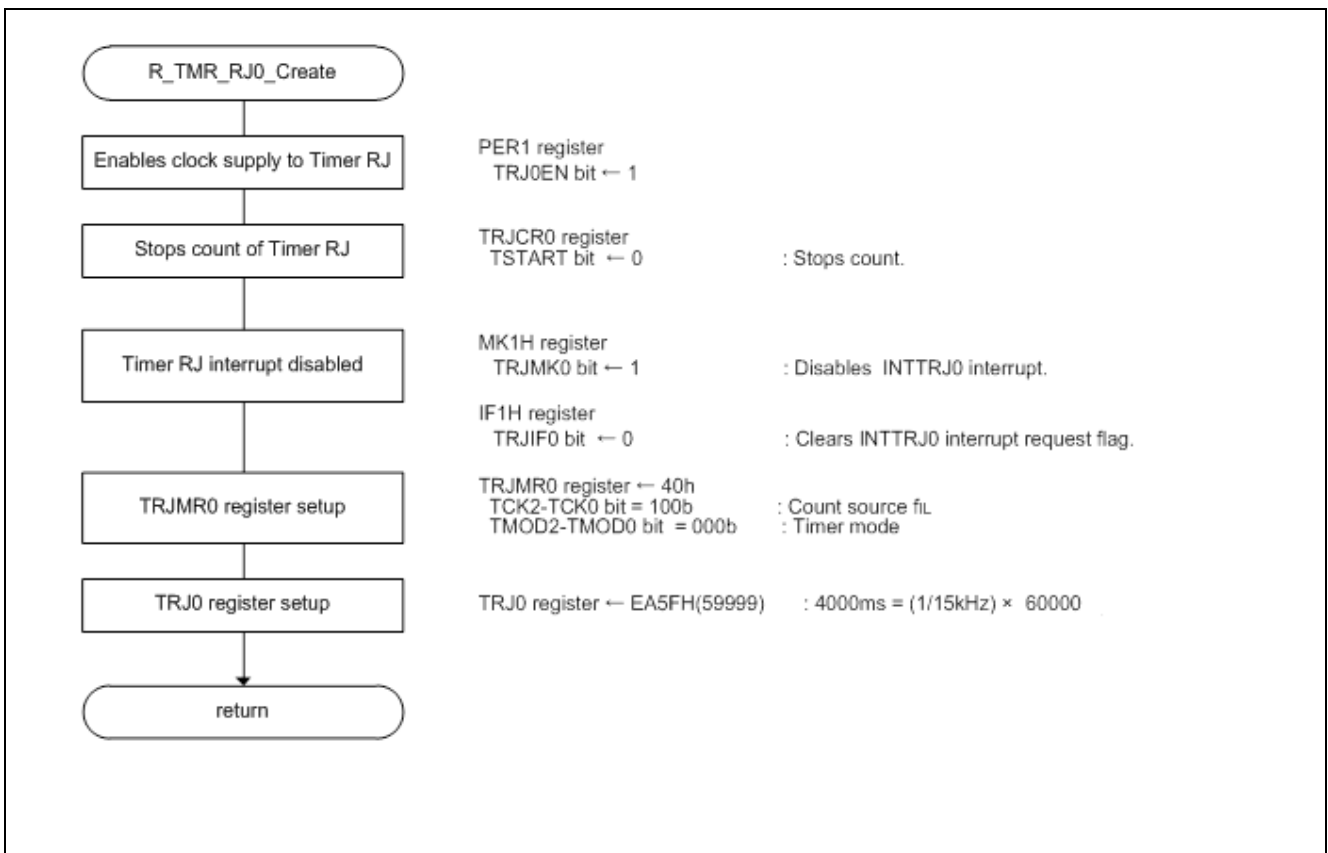 R_TMR_RJ0_Create
Enables clock supply to Timer RJ
PER1 register
TRJ0EN bit ← 1
Stops count of Timer RJ
TRJCR0 register
TSTART bit ← 0 : Stops count.
Timer RJ interrupt disabled
MK1H register
TRJMK0 bit ← 1 : Disables INTTRJ0 interrupt.
IF1H register
TRJIF0 bit ← 0 : Clears INTTRJ0 interrupt request flag.
TRJMR0 register setup
TRJMR0 register ← 40h
TCK2-TCK0 bit = 100b : Count source fIL
TMOD2-TMOD0 bit = 000b : Timer mode
TRJ0 register setup
TRJ0 register ← EA5FH(59999) : 4000ms = (1/15kHz) × 60000
return